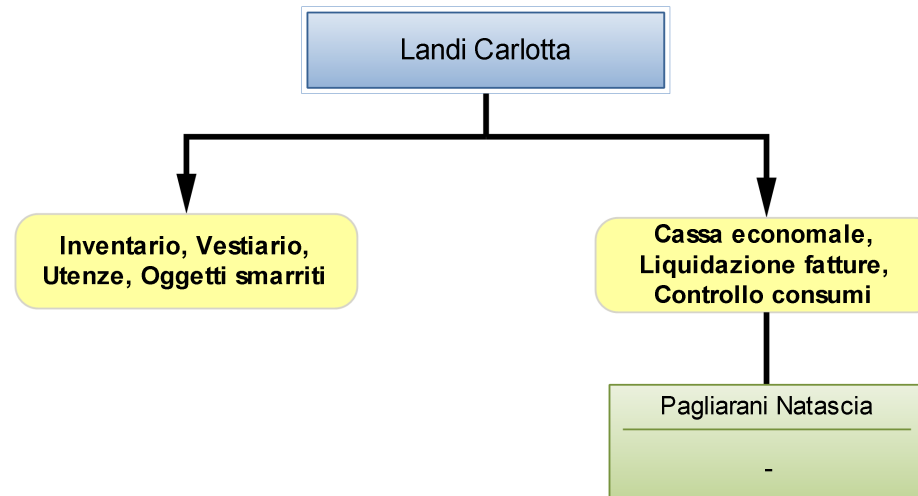 Landi Carlotta
Inventario, Vestiario,
Utenze, Oggetti smarriti
Cassa economale,
Liquidazione fatture,
Controllo consumi
Pagliarani Natascia
-